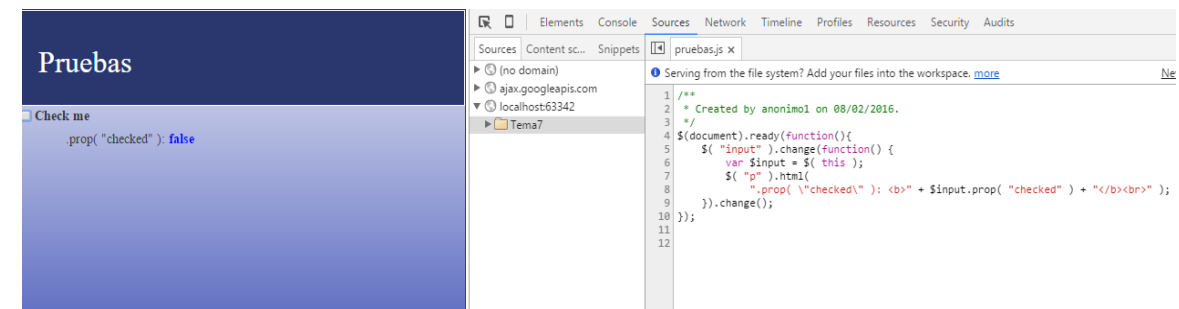 Pruebas
Check me
.prop( "checked" ): false
Elements Console Sources Network Timeline Profiles Resources Security Audits
Sources Content sc... Snippets
pruebas.js x
(no domain)
ajax.googleapis.com
localhost:63342
Tema7
Serving from the file system? Add your files into the workspace. more
1 /**
2 * Created by anonimo1 on 08/02/2016.
3 */
4 $(document).ready(function(){
5 $( "input" ).change(function() {
6 var $input = $( this );
7 $( "p" ).html(
8 ".prop( \"checked\" ): <b>" + $input.prop( "checked" ) + "</b><br>" );
9 }).change();
10 });
11
12